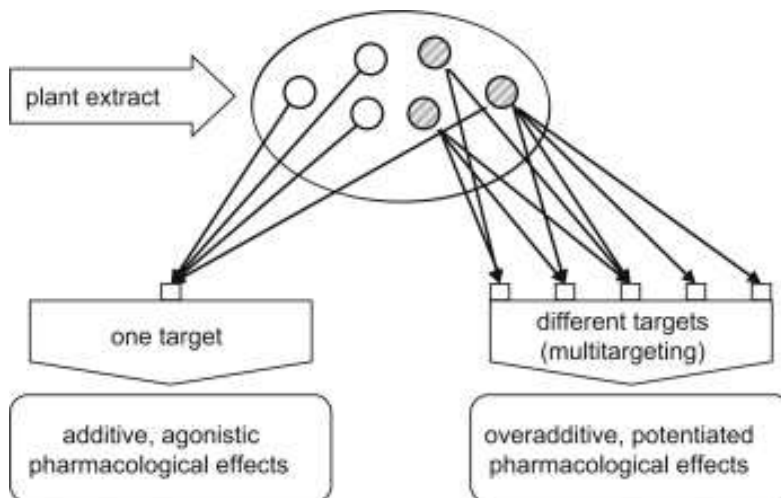 plant extract
one target
different targets
(multitargeting)
additive, agonistic
pharmacological effects
overadditive, potentiated
pharmacological effects